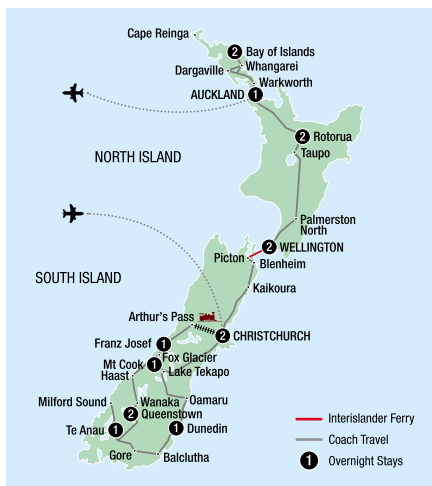 Cape Reinga
2
Bay of Islands
Whangarei
Dargaville
Warkworth
AUCKLAND
1
2
Rotorua
Taupo
NORTH ISLAND
Palmerston
North
2
WELLINGTON
Picton
Blenheim
SOUTH ISLAND
Kaikoura
Arthur's Pass
2
CHRISTCHURCH
Franz Josef
1
Fox Glacier
Mt Cook
1
Lake Tekapo
Haast
Milford Sound
Wanaka
Oamaru
2
Queenstown
Te Anau
1
1
Dunedin
Gore
Balclutha
Interislander Ferry
Coach Travel
1
Overnight Stays